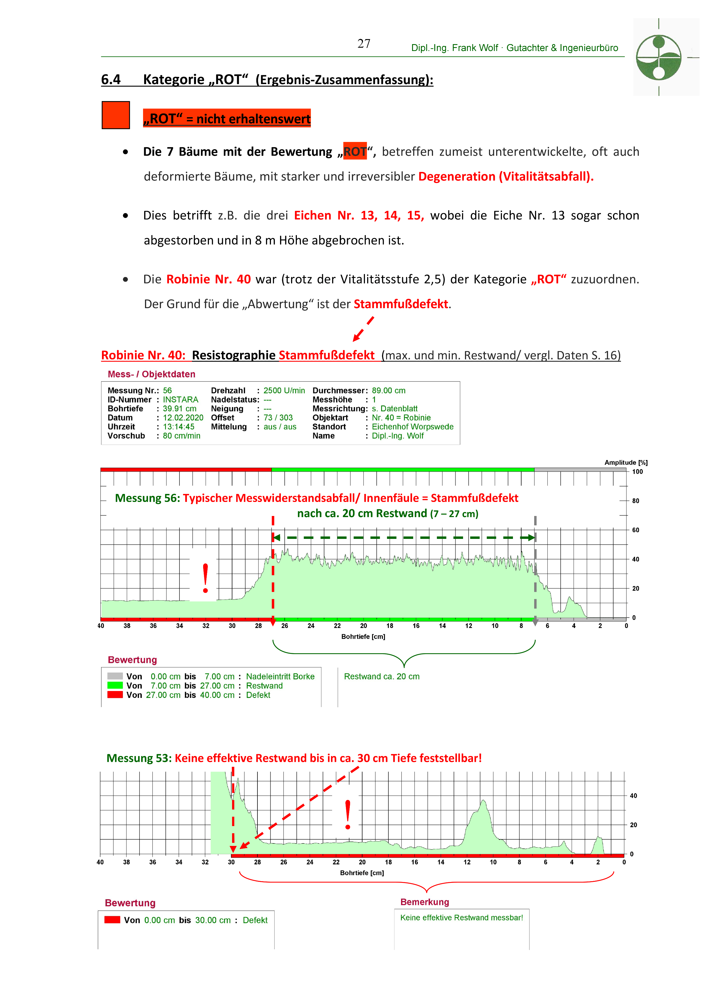 27
Dipl.-Ing. Frank Wolf · Gutachter & Ingenieurbüro
6.4 Kategorie „ROT“ (Ergebnis-Zusammenfassung):
„ROT“ = nicht erhaltenswert
• Die 7 Bäume mit der Bewertung „ROT“, betreffen zumeist unterentwickelte, oft auch
deformierte Bäume, mit starker und irreversibler Degeneration (Vitalitätsabfall).
• Dies betrifft z.B. die drei Eichen Nr. 13, 14, 15, wobei die Eiche Nr. 13 sogar schon
abgestorben und in 8 m Höhe abgebrochen ist.
• Die Robinie Nr. 40 war (trotz der Vitalitätsstufe 2,5) der Kategorie „ROT“ zuzuordnen.
Der Grund für die „Abwertung“ ist der Stammfußdefekt.
Robinie Nr. 40: Resistographie Stammfußdefekt (max. und min. Restwand/ vergl. Daten S. 16)
Mess- / Objektdaten
Messung Nr.: 56 Drehzahl : 2500 U/min Durchmesser: 89.00 cm
ID-Nummer : INSTARA Nadelstatus: --- Messhöhe : 1
Bohrtiefe : 39.91 cm Neigung : --- Messrichtung: s. Datenblatt
Datum : 12.02.2020 Offset : 73 / 303 Objektart : Nr. 40 = Robinie
Uhrzeit : 13:14:45 Mittelung : aus / aus Standort : Eichenhof Worpswede
Vorschub : 80 cm/min Name : Dipl.-Ing. Wolf
Amplitude [%]
100
Messung 56: Typischer Messwiderstandsabfall/ Innenfäule = Stammfußdefekt
80
nach ca. 20 cm Restwand (7 – 27 cm)
60
40
!
20
0
40 38 36 34 32 30 28 26 24 22 20 18 16 14 12 10 8 6 4 2 0
Bohrtiefe [cm]
Bewertung
Von 0.00 cm bis 7.00 cm : Nadeleintritt Borke
Restwand ca. 20 cm
Von 7.00 cm bis 27.00 cm : Restwand
Von 27.00 cm bis 40.00 cm : Defekt
Messung 53: Keine effektive Restwand bis in ca. 30 cm Tiefe feststellbar!
40
!
20
0
40 38 36 34 32 30 28 26 24 22 20 18 16 14 12 10 8 6 4 2 0
Bohrtiefe [cm]
Bewertung
Von 0.00 cm bis 30.00 cm : Defekt
Bemerkung
Keine effektive Restwand messbar!